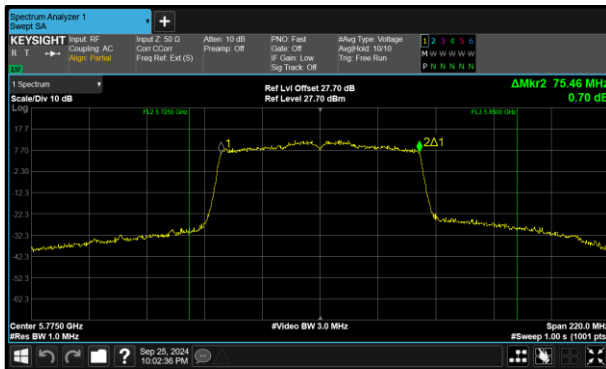 Spectrum Analyzer 1
Swept SA
KEYSIGHT
R T
Input: RF
Coupling: AC
Align: Partial
Input Z: 50 Ω
Corr CCorr
Freq Ref: Ext (S)
Atten: 10 dB
Preamp: Off
PNO: Fast
Gate: Off
IF Gain: Low
Sig Track: Off
#Avg Type: Voltage
Avg|Hold: 10/10
Trig: Free Run
1 2 3 4 5 6
M W W W W W
P N N N N N
1 Spectrum
Scale/Div 10 dB
Ref Lvl Offset 27.70 dB
Ref Level 27.70 dBm
ΔMkr2 75.46 MHz
0.70 dB
Log
FL2 5.7250 GHz
17.7
7.70
-2.30
-12.3
-22.3
-32.3
-42.3
-52.3
-62.3
1
2Δ1
Center 5.7750 GHz
#Res BW 1.0 MHz
#Video BW 3.0 MHz
Span 220.0 MHz
#Sweep 1.00 s (1001 pts)
?
Sep 25, 2024
10:02:36 PM